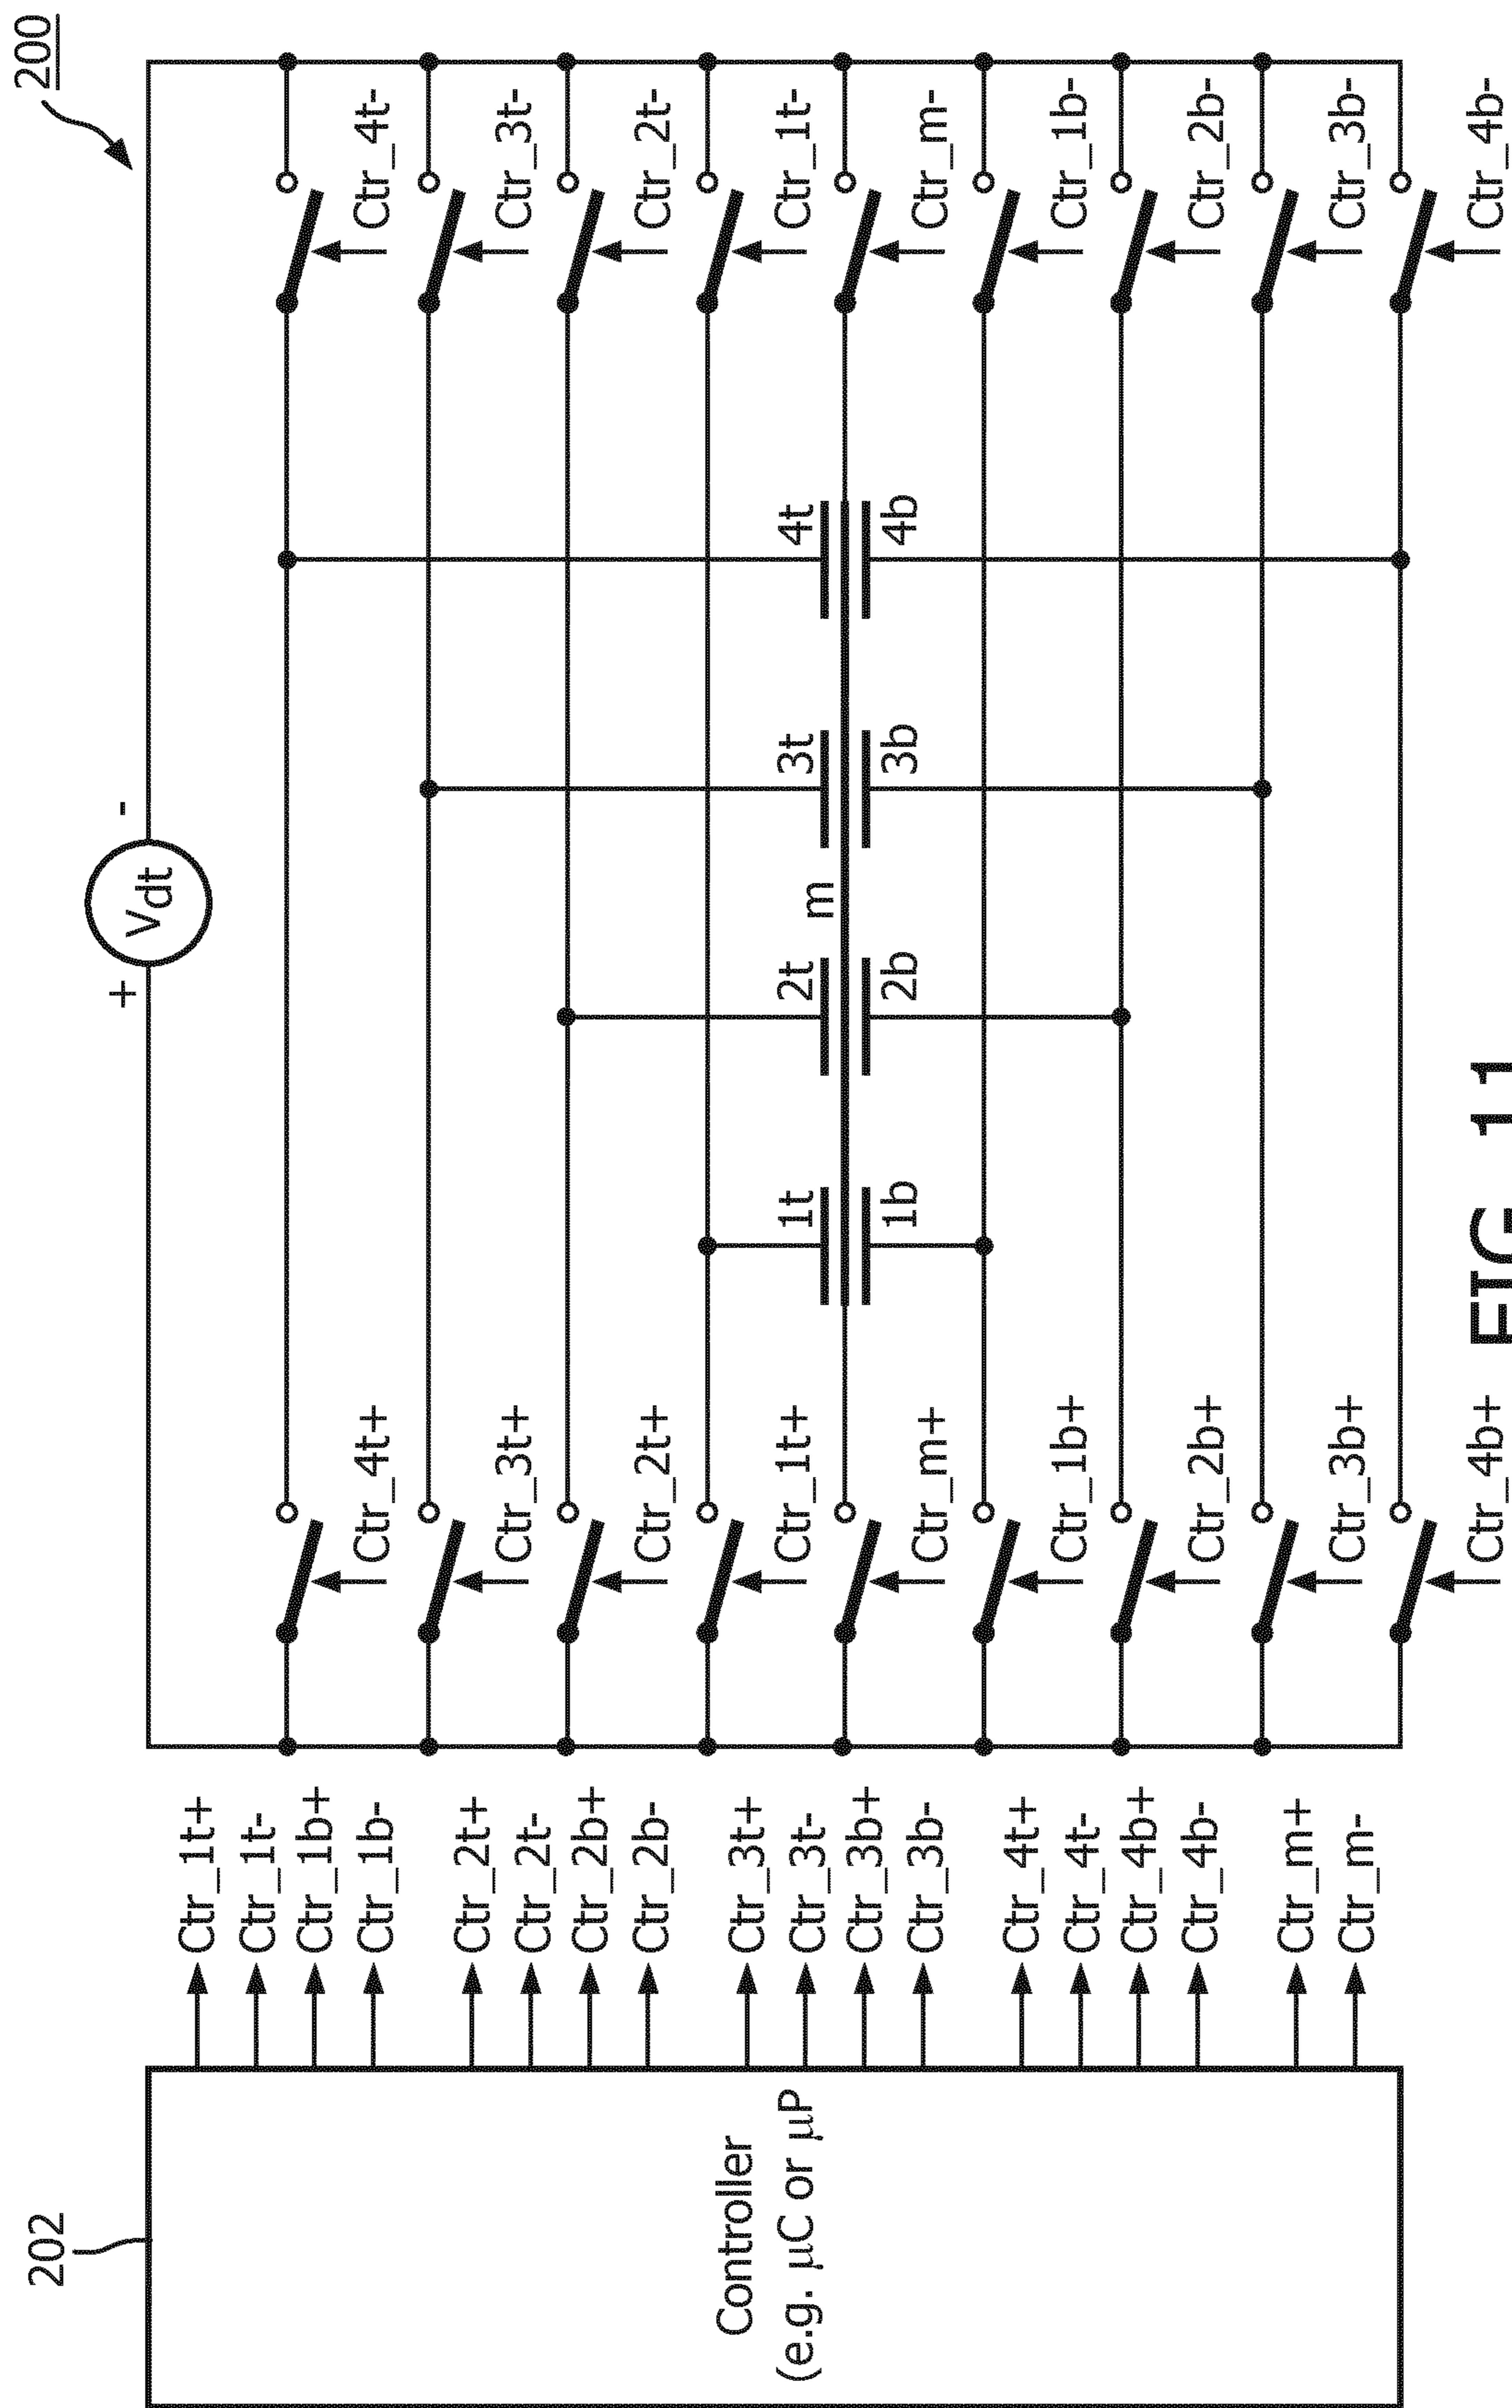 200
202
Controller
(e.g. μC or μP
Ctr_1t+
Ctr_1t-
Ctr_1b+
Ctr_1b-
Ctr_2t+
Ctr_2t-
Ctr_2b+
Ctr_2b-
Ctr_3t+
Ctr_3t-
Ctr_3b+
Ctr_3b-
Ctr_4t+
Ctr_4t-
Ctr_4b+
Ctr_4b-
Ctr_m+
Ctr_m-
+ Vdt -
Ctr_4t+
Ctr_3t+
Ctr_2t+
Ctr_1t+
Ctr_m+
Ctr_1b+
Ctr_2b+
Ctr_3b+
Ctr_4b+
1t 2t m 3t 4t
1b 2b 3b 4b
Ctr_4t-
Ctr_3t-
Ctr_2t-
Ctr_1t-
Ctr_m-
Ctr_1b-
Ctr_2b-
Ctr_3b-
Ctr_4b-
FIG 11